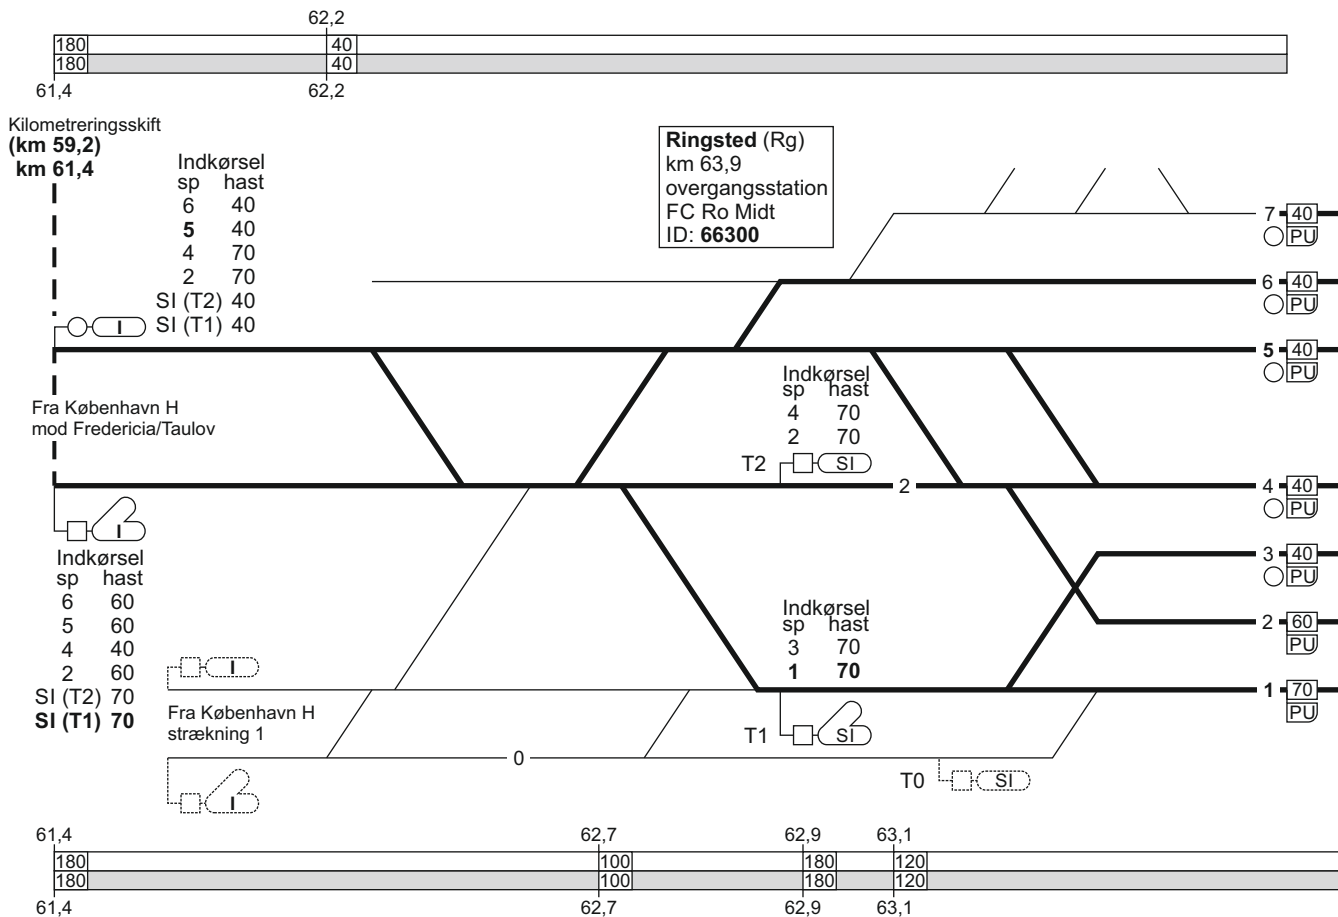 62,2
180 40
180 40
61,4 62,2
Kilometreringsskift
(km 59,2)
km 61,4
Indkørsel
sp hast
6 40
5 40
4 70
2 70
SI (T2) 40
SI (T1) 40
I
Ringsted (Rg)
km 63,9
overgangsstation
FC Ro Midt
ID: 66300
7 40
PU
6 40
PU
5 40
PU
Fra København H
mod Fredericia/Taulov
Indkørsel
sp hast
4 70
2 70
T2 SI
2
4 40
PU
I
Indkørsel
sp hast
6 60
5 60
4 40
2 60
SI (T2) 70
SI (T1) 70
3 40
PU
Indkørsel
sp hast
3 70
1 70
2 60
PU
I
1 70
PU
Fra København H
strækning 1
T1 SI
0
T0 SI
I
61,4 62,7 62,9 63,1
180 100 180 120
180 100 180 120
61,4 62,7 62,9 63,1